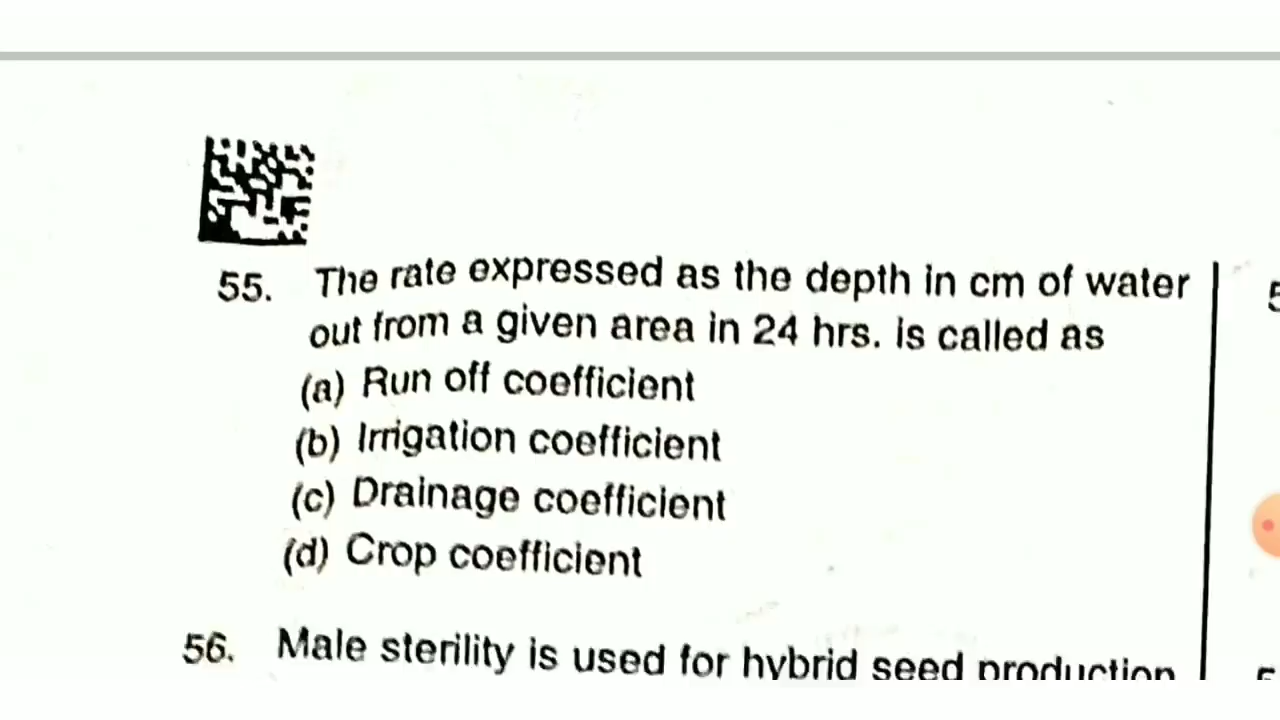 55. The rate expressed as the depth in cm of water
out from a given area in 24 hrs. is called as
(a) Run off coefficient
(b) Irrigation coefficient
(c) Drainage coefficient
(d) Crop coefficient
56. Male sterility is used for hybrid seed production